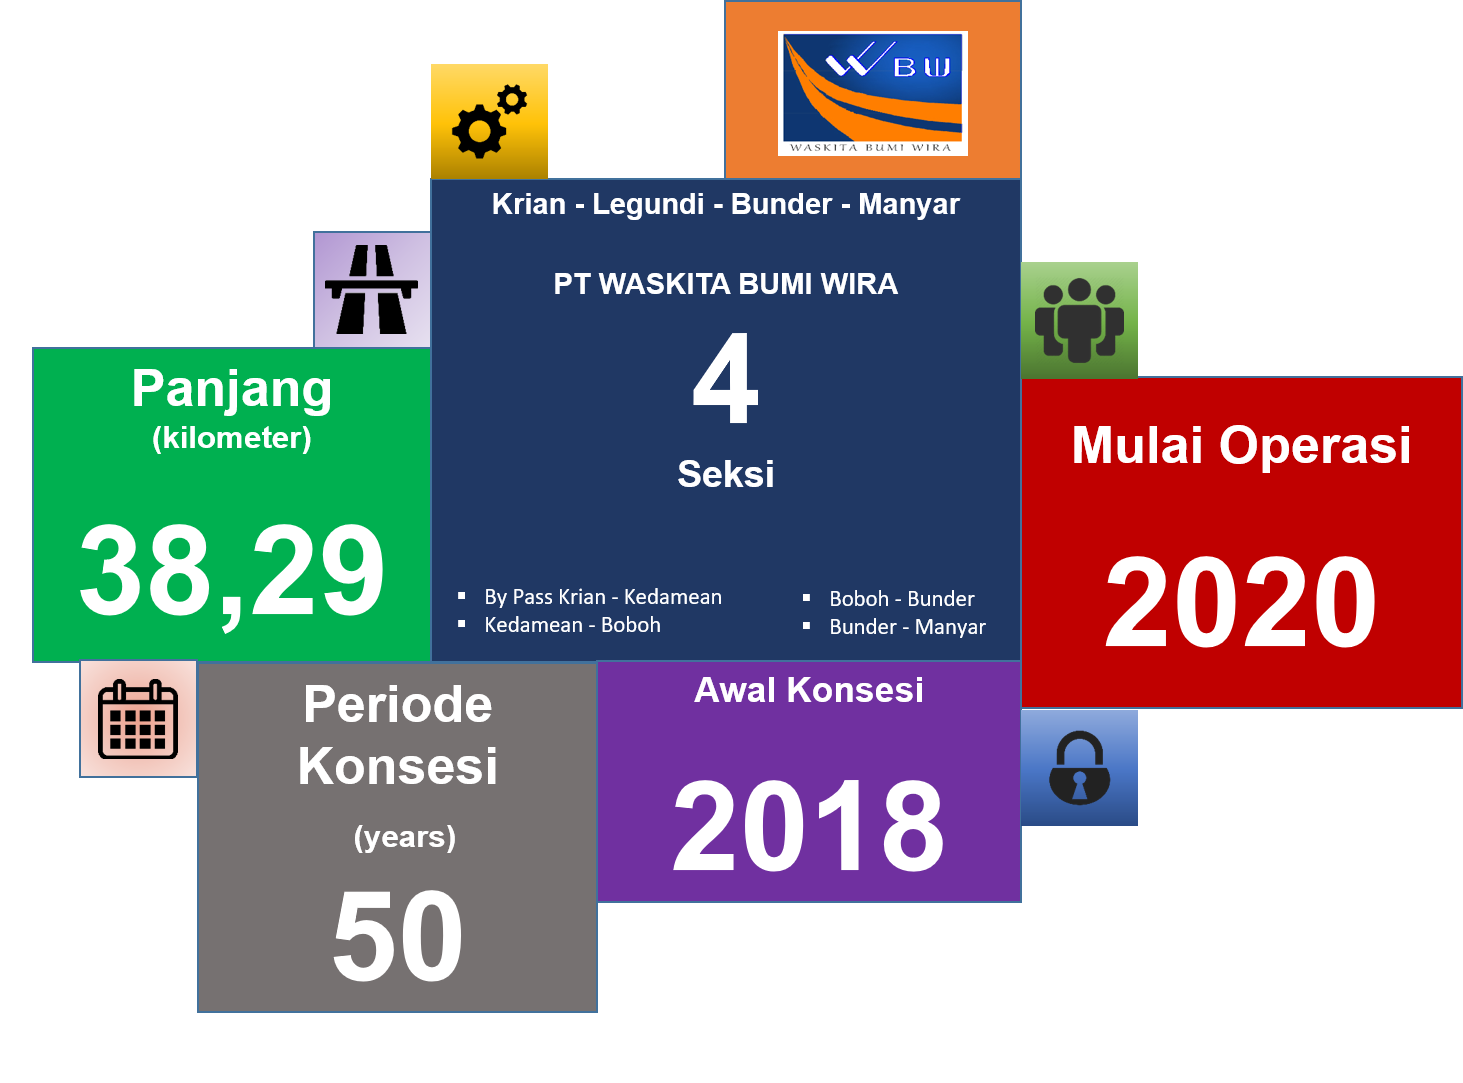 WBW
WASKITA BUMI WIRA
Krian - Legundi - Bunder - Manyar
PT WASKITA BUMI WIRA
4
Seksi
▪ By Pass Krian - Kedamean
▪ Kedamean - Boboh
▪ Boboh - Bunder
▪ Bunder - Manyar
Panjang
(kilometer)
38,29
Mulai Operasi
2020
Periode
Konsesi
(years)
50
Awal Konsesi
2018